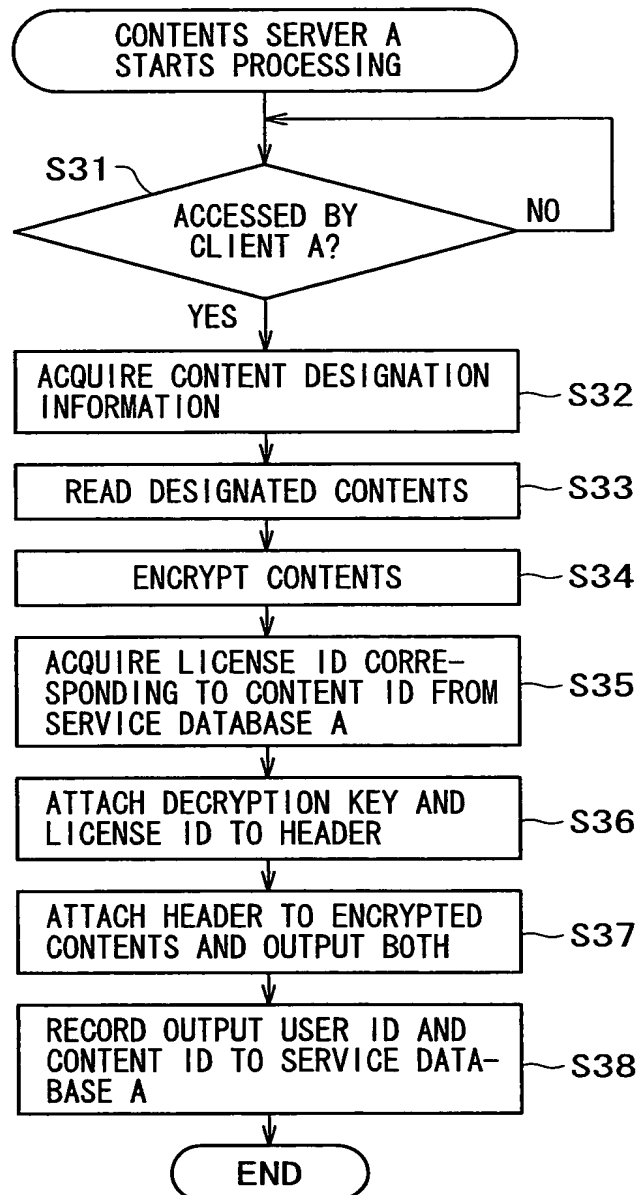 CONTENTS SERVER A
STARTS PROCESSING
S31
ACCESSED BY
CLIENT A?
NO
YES
ACQUIRE CONTENT DESIGNATION
INFORMATION
S32
READ DESIGNATED CONTENTS
S33
ENCRYPT CONTENTS
S34
ACQUIRE LICENSE ID CORRE-
SPONDING TO CONTENT ID FROM
SERVICE DATABASE A
S35
ATTACH DECRYPTION KEY AND
LICENSE ID TO HEADER
S36
ATTACH HEADER TO ENCRYPTED
CONTENTS AND OUTPUT BOTH
S37
RECORD OUTPUT USER ID AND
CONTENT ID TO SERVICE DATA-
BASE A
S38
END